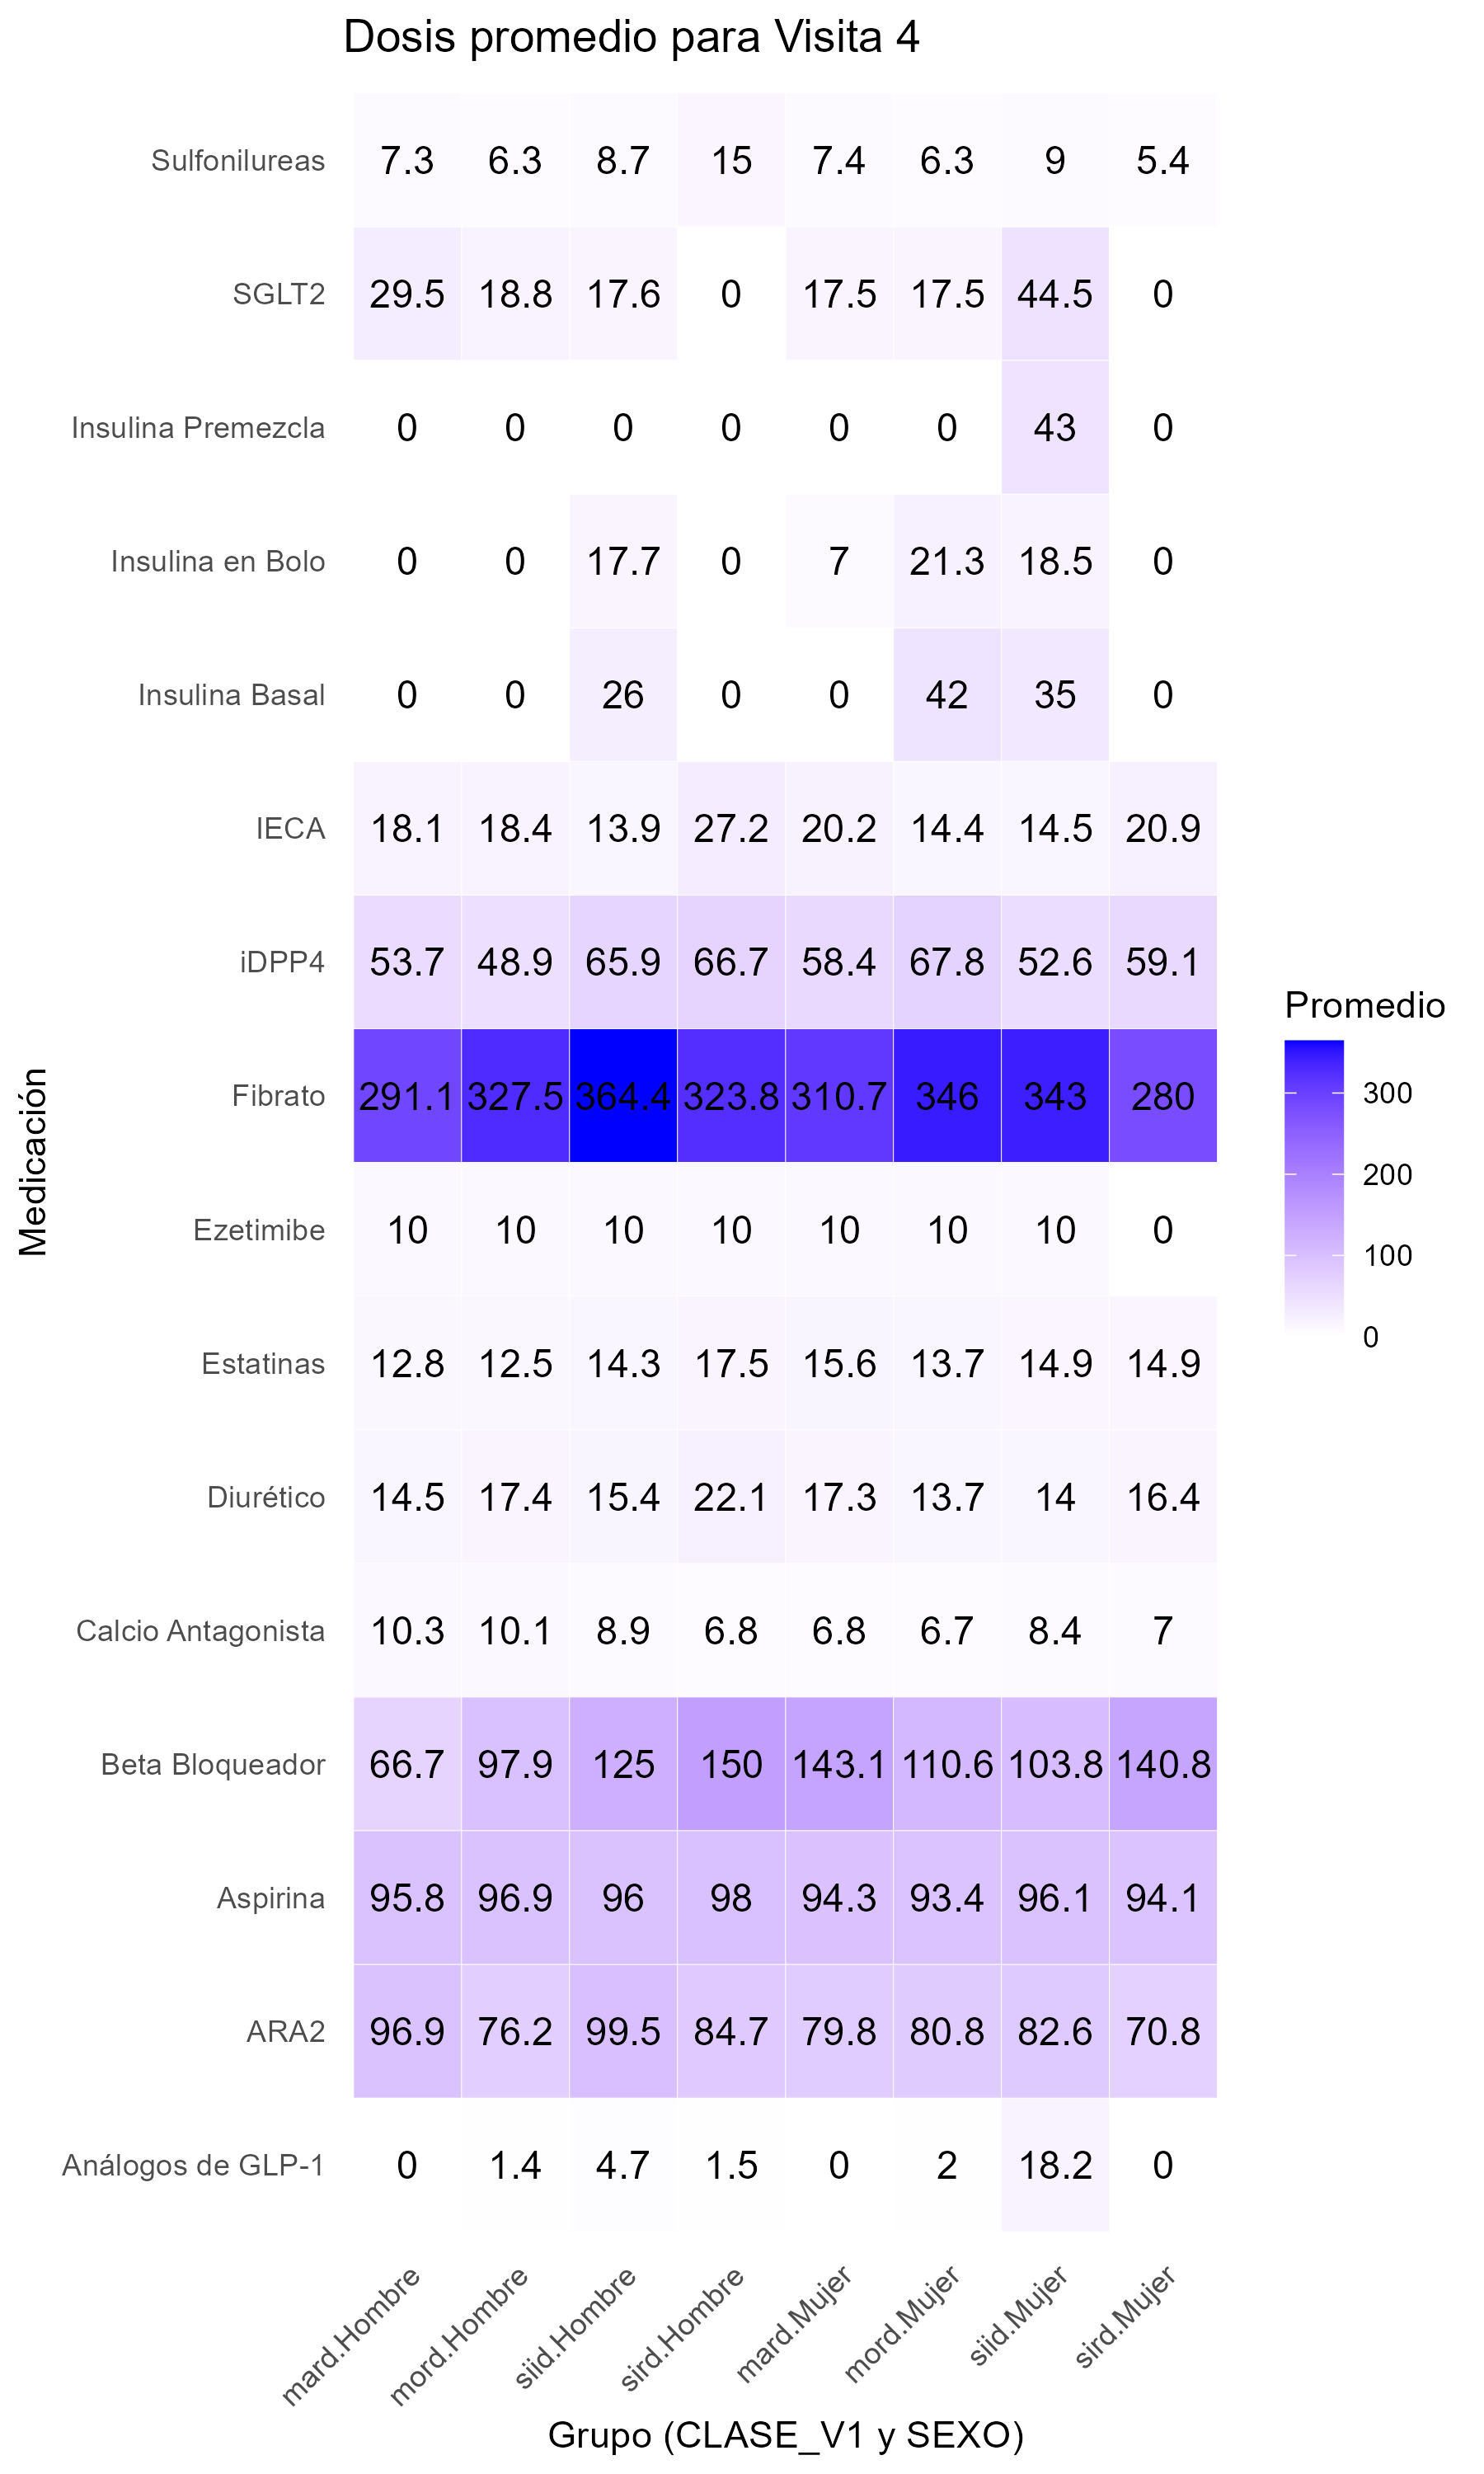 Dosis promedio para Visita 4
Sulfonilureas 7.3 6.3 8.7 15 7.4 6.3 9 5.4
SGLT2 29.5 18.8 17.6 0 17.5 17.5 44.5 0
Insulina Premezcla 0 0 0 0 0 0 43 0
Insulina en Bolo 0 0 17.7 0 7 21.3 18.5 0
Insulina Basal 0 0 26 0 0 42 35 0
IECA 18.1 18.4 13.9 27.2 20.2 14.4 14.5 20.9
iDPP4 53.7 48.9 65.9 66.7 58.4 67.8 52.6 59.1
Fibrato 291.1 327.5 364.4 323.8 310.7 346 343 280
Ezetimibe 10 10 10 10 10 10 10 0
Estatinas 12.8 12.5 14.3 17.5 15.6 13.7 14.9 14.9
Diurético 14.5 17.4 15.4 22.1 17.3 13.7 14 16.4
Calcio Antagonista 10.3 10.1 8.9 6.8 6.8 6.7 8.4 7
Beta Bloqueador 66.7 97.9 125 150 143.1 110.6 103.8 140.8
Aspirina 95.8 96.9 96 98 94.3 93.4 96.1 94.1
ARA2 96.9 76.2 99.5 84.7 79.8 80.8 82.6 70.8
Análogos de GLP-1 0 1.4 4.7 1.5 0 2 18.2 0
mard.Hombre mord.Hombre siid.Hombre sird.Hombre mard.Mujer mord.Mujer siid.Mujer sird.Mujer
Grupo (CLASE_V1 y SEXO)
Medicación
Promedio
300
200
100
0